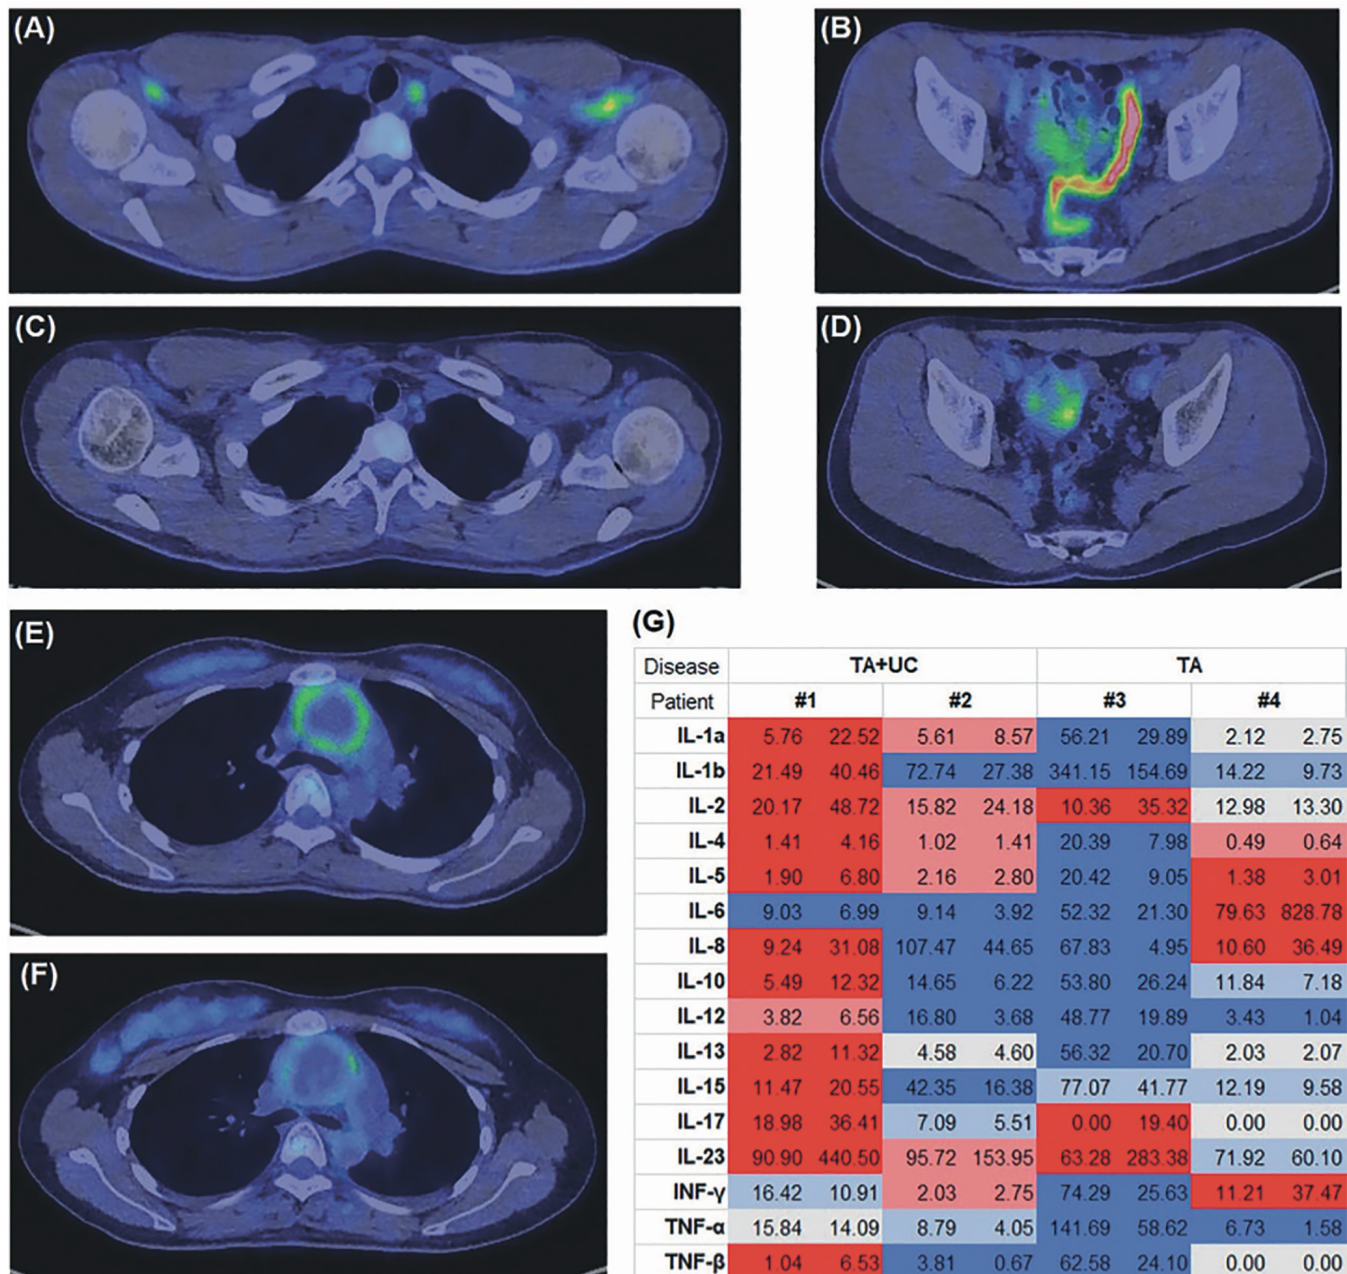 (A)
(B)
(C)
(D)
(E)
(F)
(G)
Disease TA+UC TA
Patient #1 #2 #3 #4
IL-1a 5.76 22.52 5.61 8.57 56.21 29.89 2.12 2.75
IL-1b 21.49 40.46 72.74 27.38 341.15 154.69 14.22 9.73
IL-2 20.17 48.72 15.82 24.18 10.36 35.32 12.98 13.30
IL-4 1.41 4.16 1.02 1.41 20.39 7.98 0.49 0.64
IL-5 1.90 6.80 2.16 2.80 20.42 9.05 1.38 3.01
IL-6 9.03 6.99 9.14 3.92 52.32 21.30 79.63 828.78
IL-8 9.24 31.08 107.47 44.65 67.83 4.95 10.60 36.49
IL-10 5.49 12.32 14.65 6.22 53.80 26.24 11.84 7.18
IL-12 3.82 6.56 16.80 3.68 48.77 19.89 3.43 1.04
IL-13 2.82 11.32 4.58 4.60 56.32 20.70 2.03 2.07
IL-15 11.47 20.55 42.35 16.38 77.07 41.77 12.19 9.58
IL-17 18.98 36.41 7.09 5.51 0.00 19.40 0.00 0.00
IL-23 90.90 440.50 95.72 153.95 63.28 283.38 71.92 60.10
INF-γ 16.42 10.91 2.03 2.75 74.29 25.63 11.21 37.47
TNF-α 15.84 14.09 8.79 4.05 141.69 58.62 6.73 1.58
TNF-β 1.04 6.53 3.81 0.67 62.58 24.10 0.00 0.00